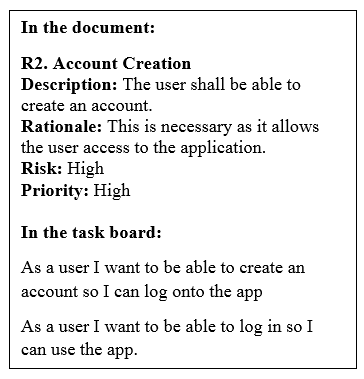 In the document:
R2. Account Creation
Description: The user shall be able to
create an account.
Rationale: This is necessary as it allows
the user access to the application.
Risk: High
Priority: High
In the task board:
As a user I want to be able to create an
account so I can log onto the app
As a user I want to be able to log in so I
can use the app.